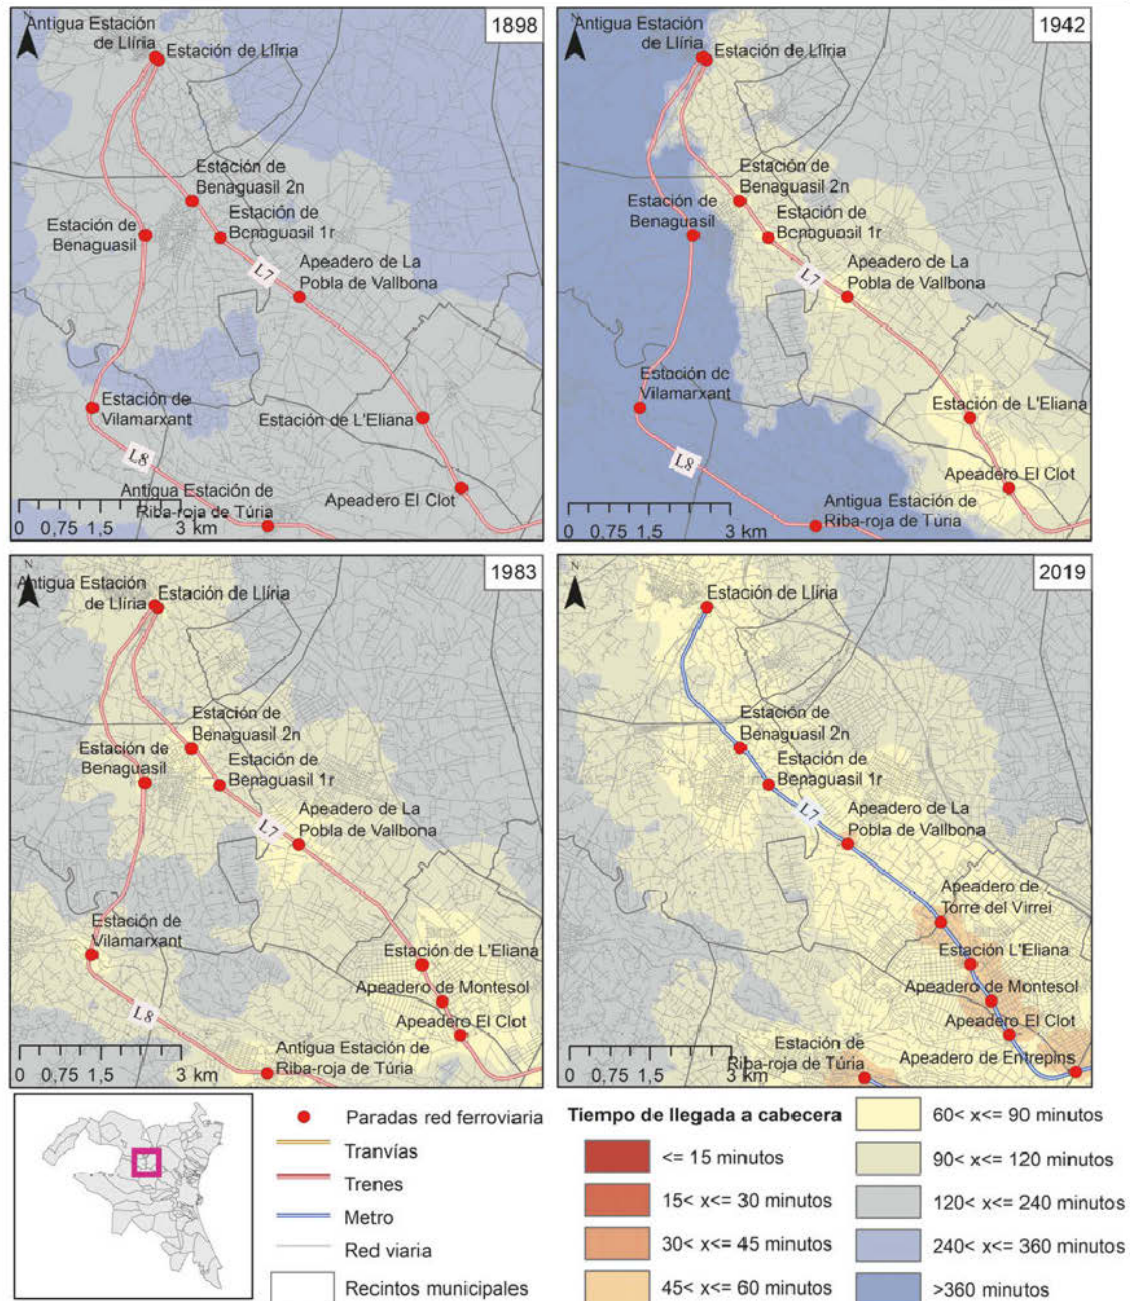 1898
N
Antigua Estación
de Llíria
Estación de Llíria
Estación de
Benaguasil 2n
Estación de
Benaguasil 1r
Estación de
Benaguasil
L7
Apeadero de La
Pobla de Vallbona
Estación de
Vilamarxant
Estación de L'Eliana
L8
Apeadero El Clot
Antigua Estación de
Riba-roja de Túria
0 0,75 1,5 3 km
1942
N
Antigua Estación
de Llíria
Estación de Llíria
Estación de
Benaguasil 2n
Estación de
Benaguasil
Estación de
Benaguasil 1r
L7
Apeadero de La
Pobla de Vallbona
Estación de
Vilamarxant
Estación de L'Eliana
L8
Apeadero El Clot
Antigua Estación de
Riba-roja de Túria
0 0,75 1,5 3 km
1983
N
Antigua Estación
de Llíria
Estación de Llíria
Estación de
Benaguasil 2n
Estación de
Benaguasil
Estación de
Benaguasil 1r
L7
Apeadero de La
Pobla de Vallbona
Estación de
Vilamarxant
Estación de L'Eliana
Apeadero de Montesol
L8
Apeadero El Clot
Antigua Estación de
Riba-roja de Túria
0 0,75 1,5 3 km
2019
N
Estación de Llíria
Estación de
Benaguasil 2n
Estación de
Benaguasil 1r
L7
Apeadero de La
Pobla de Vallbona
Apeadero de
Torre del Virrei
Estación L'Eliana
Apeadero de Montesol
Apeadero El Clot
Estación de
Riba-roja de Túria
Apeadero de Entrepins
0 0,75 1,5 3 km
Paradas red ferroviaria
Tranvías
Trenes
Metro
Red viaria
Recintos municipales
Tiempo de llegada a cabecera
<= 15 minutos
15< x<= 30 minutos
30< x<= 45 minutos
45< x<= 60 minutos
60< x<= 90 minutos
90< x<= 120 minutos
120< x<= 240 minutos
240< x<= 360 minutos
>360 minutos